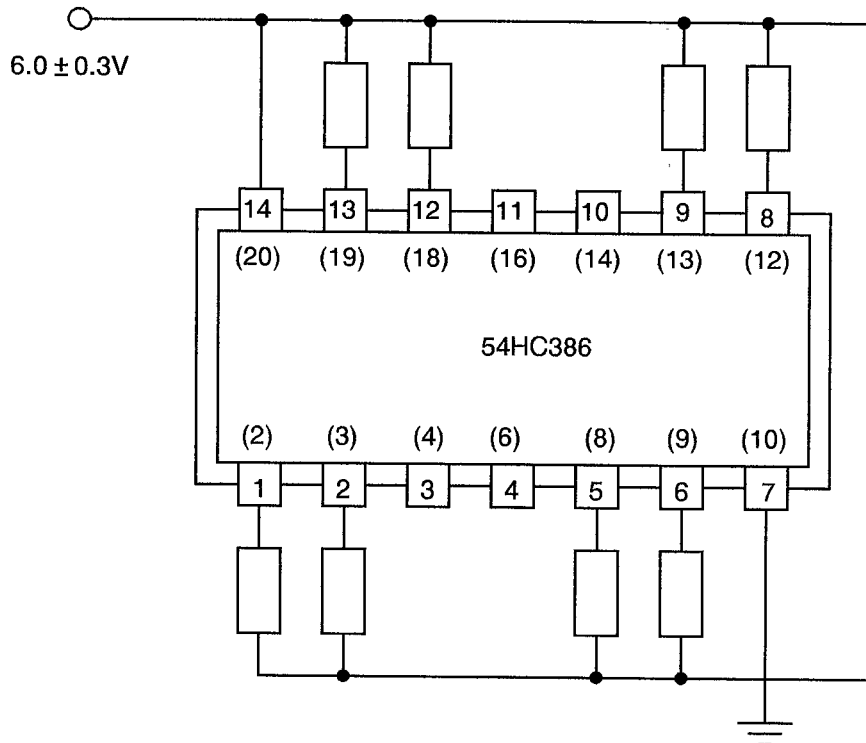 6.0 ± 0.3V
14 13 12 11 10 9 8
(20) (19) (18) (16) (14) (13) (12)
54HC386
(2) (3) (4) (6) (8) (9) (10)
1 2 3 4 5 6 7